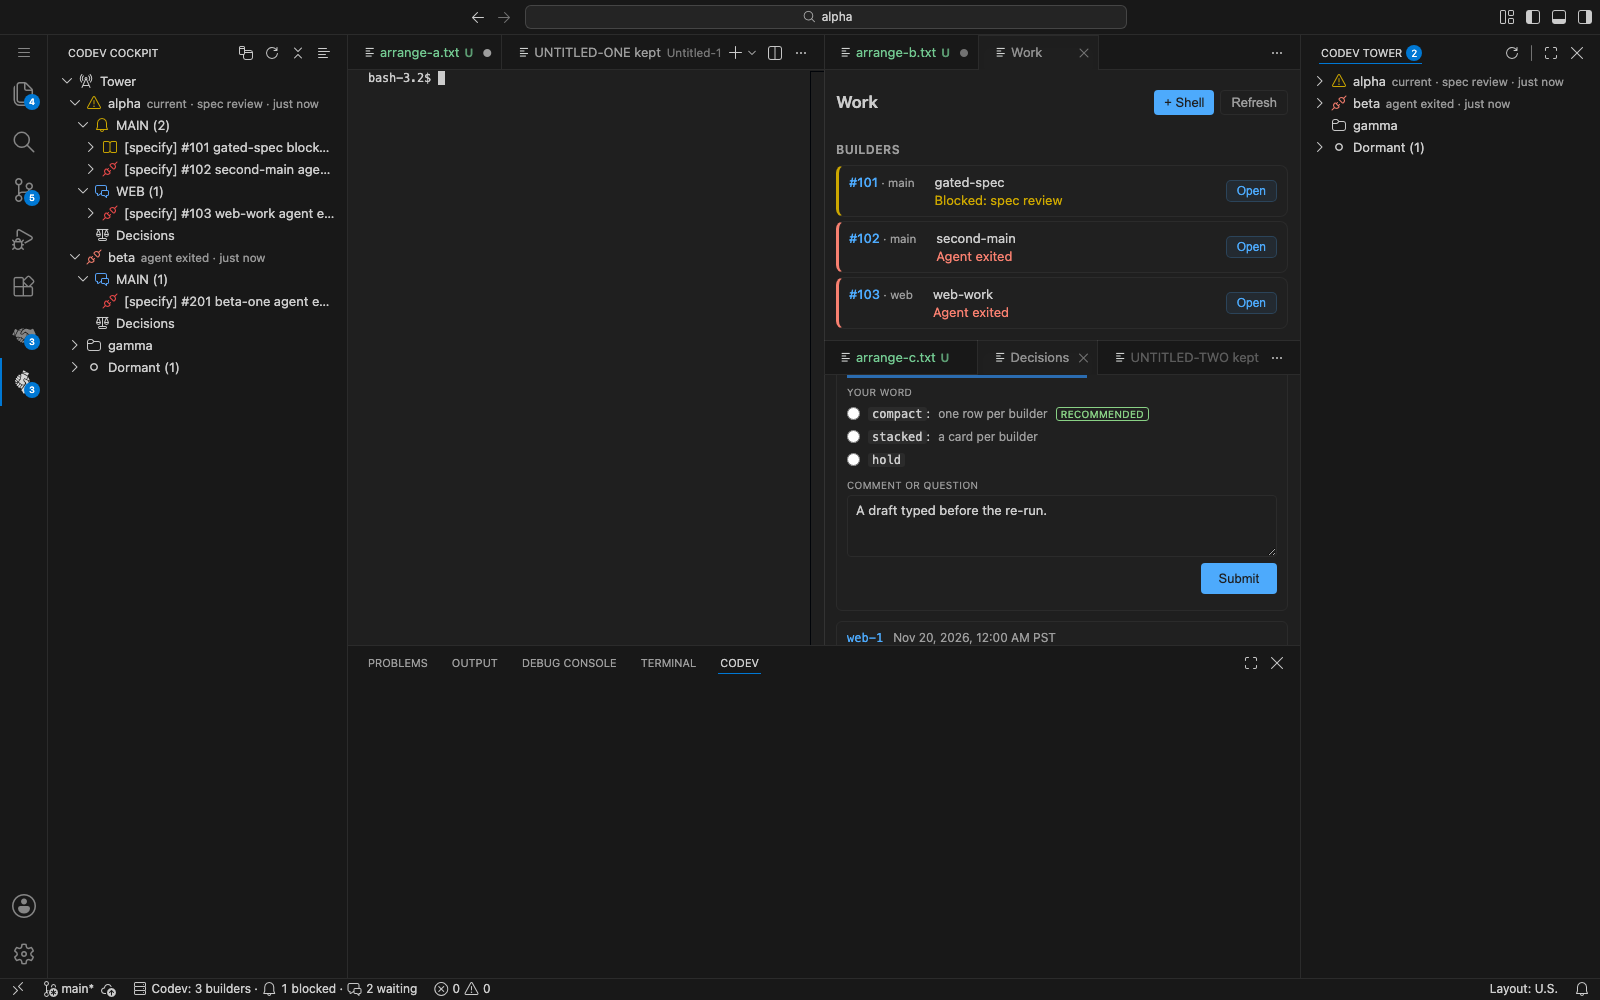 alpha
CODEV COCKPIT
Tower
alpha current · spec review · just now
MAIN (2)
[specify] #101 gated-spec block...
[specify] #102 second-main age...
WEB (1)
[specify] #103 web-work agent e...
Decisions
beta agent exited · just now
MAIN (1)
[specify] #201 beta-one agent e...
Decisions
gamma
Dormant (1)
4
5
3
3
arrange-a.txt U
UNTITLED-ONE kept Untitled-1
bash-3.2$
arrange-b.txt U
Work
Work
+ Shell
Refresh
BUILDERS
#101 · main gated-spec
Blocked: spec review
Open
#102 · main second-main
Agent exited
Open
#103 · web web-work
Agent exited
Open
arrange-c.txt U
Decisions
UNTITLED-TWO kept
YOUR WORD
compact: one row per builder RECOMMENDED
stacked: a card per builder
hold
COMMENT OR QUESTION
A draft typed before the re-run.
Submit
web-1 Nov 20, 2026, 12:00 AM PST
PROBLEMS OUTPUT DEBUG CONSOLE TERMINAL CODEV
CODEV TOWER 2
alpha current · spec review · just now
beta agent exited · just now
gamma
Dormant (1)
main* Codev: 3 builders · 1 blocked · 2 waiting 0 0
Layout: U.S.